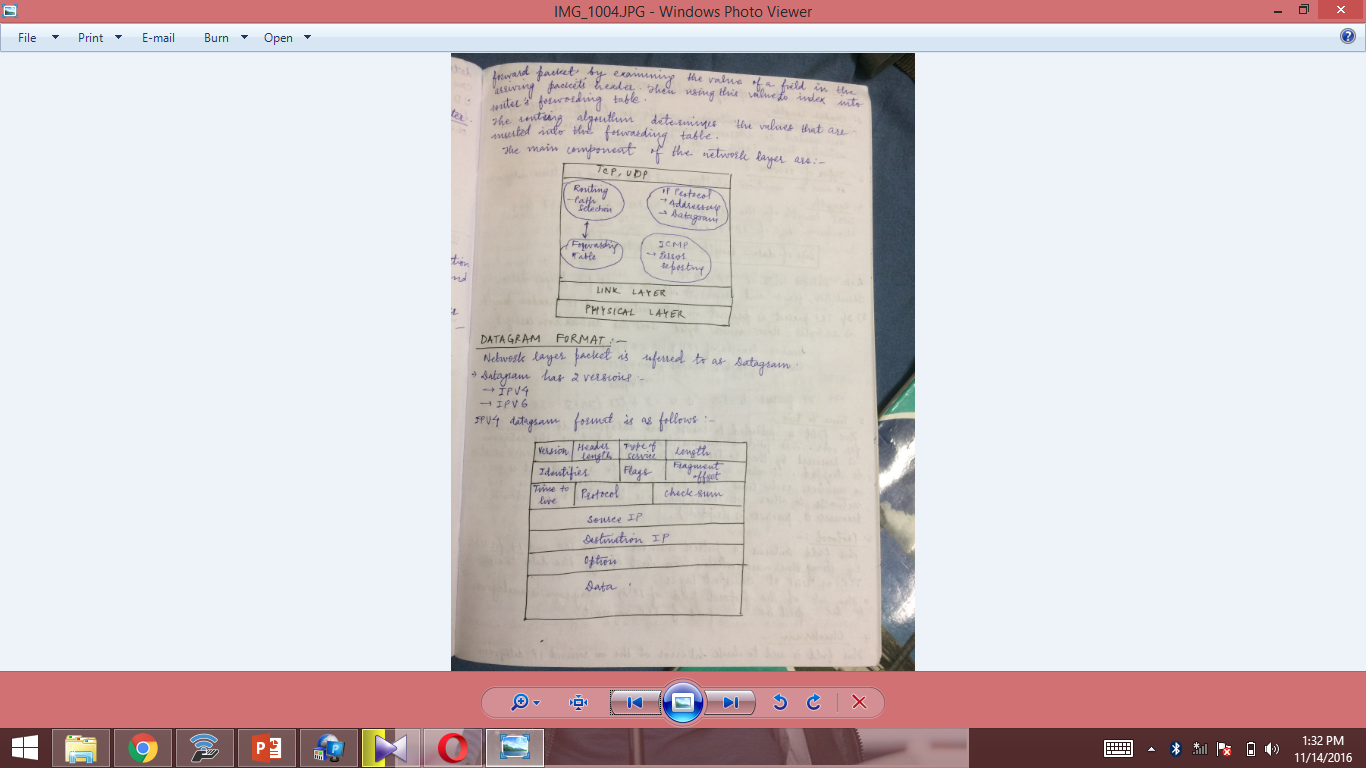 IMG_1004.JPG - Windows Photo Viewer
File Print E-mail Burn Open
forward packet by examining the value of a field in the
arriving packet's header. Then using this value to index into
router's forwarding table.
The routing algorithm determines the values that are
inserted into the forwarding table.
The main component of the network layer are:-
TCP, UDP
Routing
- Path
Selection
IP Protocol
→ Addressing
→ Datagram
Forwarding
table
ICMP
→ Error
reporting
LINK LAYER
PHYSICAL LAYER
DATAGRAM FORMAT:-
Network layer packet is referred to as Datagram.
→ Datagram has 2 versions -
→ IPV4
→ IPV6
IPV4 datagram format is as follows:-
Version Header Length Type of service Length
Identifier Flags Fragment offset
Time to live Protocol Check sum
Source IP
Destination IP
Option
Data
1:32 PM
11/14/2016